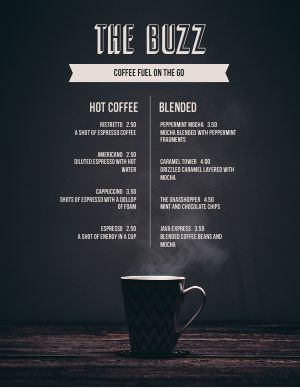 THE BUZZ
COFFEE FUEL ON THE GO
HOT COFFEE
RISTRETTO 2.50
A SHOT OF ESPRESSO COFFEE
AMERICANO 2.50
DILUTED ESPRESSO WITH HOT
WATER
CAPPUCCINO 3.50
SHOTS OF ESPRESSO WITH A DOLLOP
OF FOAM
ESPRESSO 2.50
A SHOT OF ENERGY IN A CUP
BLENDED
PEPPERMINT MOCHA 3.50
MOCHA BLENDED WITH PEPPERMINT
FRAGMENTS
CARAMEL TOWER 4.00
DRIZZLED CARAMEL LAYERED WITH
MOCHA
THE GRASSHOPPER 4.50
MINT AND CHOCOLATE CHIPS
JAVA EXPRESS 3.50
BLENDED COFFEE BEANS AND
MOCHA